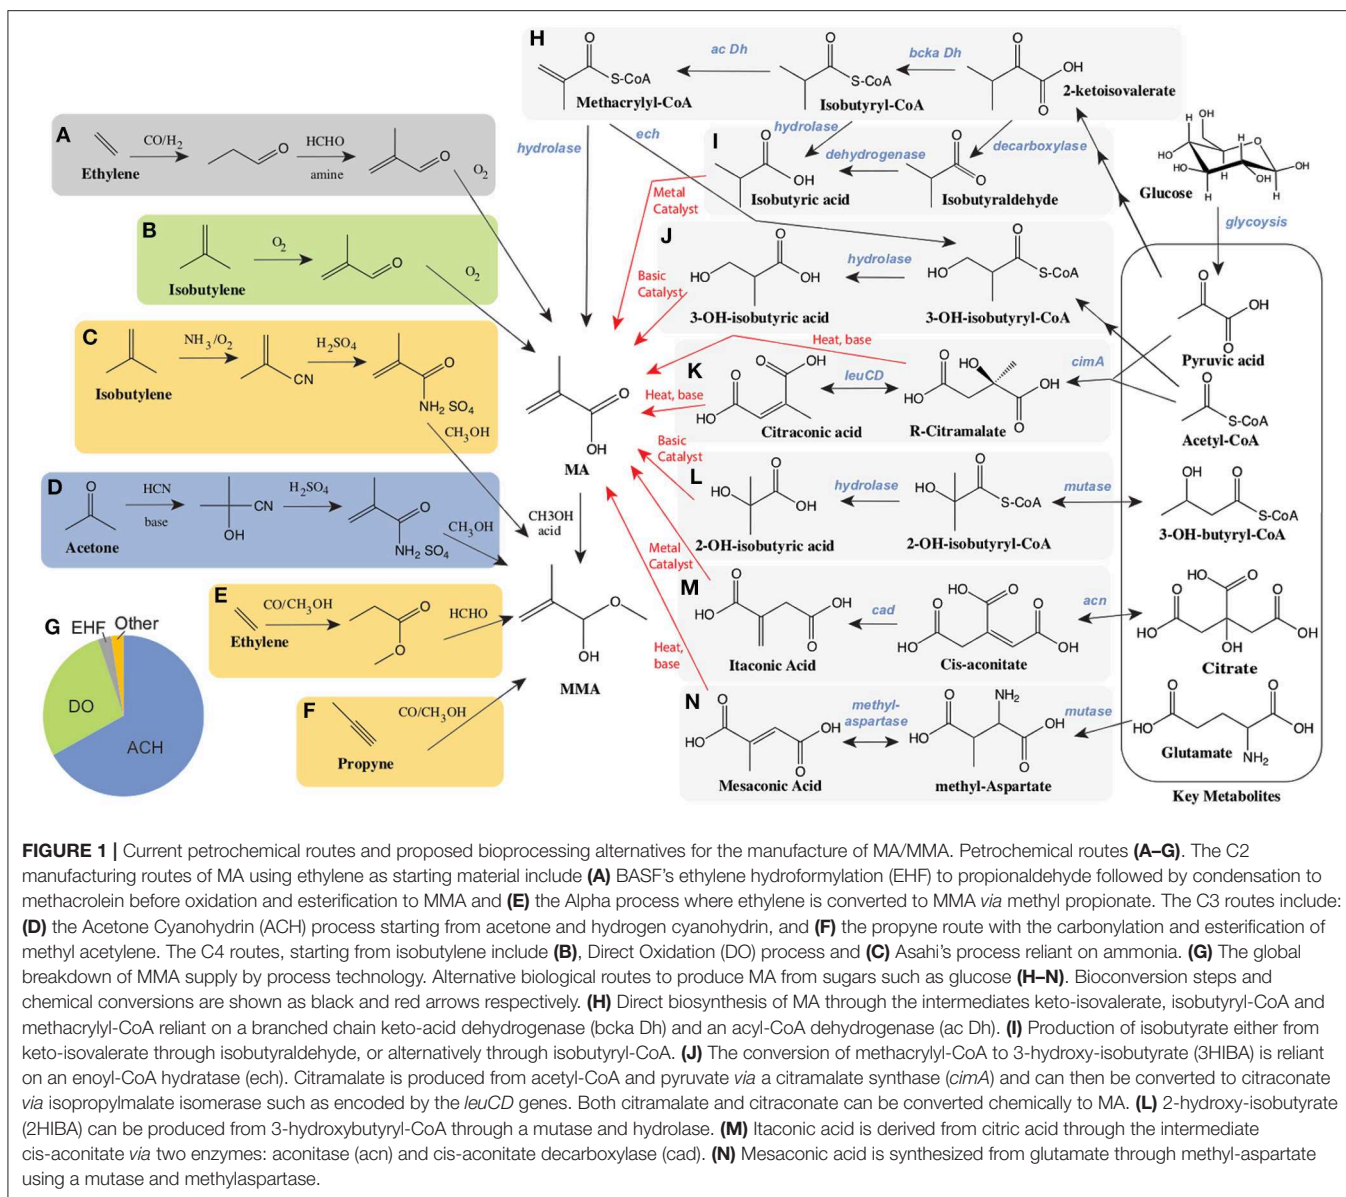 H
ac Dh
bcka Dh
O
S-CoA
Methacrylyl-CoA
O
S-CoA
Isobutyryl-CoA
O
OH
O
2-ketoisovalerate
A
Ethylene
CO/H2
O
HCHO
amine
O
O2
hydrolase
ech
hydrolase
I
O
OH
Isobutyric acid
dehydrogenase
O
Isobutyraldehyde
decarboxylase
Metal
Catalyst
H
OH
HO
HO
H
H
O
OH
H
OH
H
Glucose
glycoysis
B
Isobutylene
O2
O
O2
J
Basic
Catalyst
O
HO
OH
3-OH-isobutyric acid
hydrolase
O
HO
S-CoA
3-OH-isobutyryl-CoA
O
OH
O
Pyruvic acid
C
Isobutylene
NH3/O2
CN
H2SO4
O
NH2 SO4
CH3OH
O
OH
MA
Heat, base
Heat, base
K
O
OH
O
HO
Citraconic acid
leuCD
O
HO
HO
OH
O
R-Citramalate
cimA
O
S-CoA
Acetyl-CoA
D
O
Acetone
HCN
base
CN
OH
H2SO4
O
NH2 SO4
CH3OH
CH3OH
acid
Basic
Catalyst
L
O
HO
OH
2-OH-isobutyric acid
hydrolase
O
HO
S-CoA
2-OH-isobutyryl-CoA
mutase
OH
O
S-CoA
3-OH-butyryl-CoA
E
Ethylene
CO/CH3OH
O
O
HCHO
O
OH
MMA
Metal
Catalyst
M
O
HO
OH
O
Itaconic Acid
cad
HO
O
O
HO
O
OH
Cis-aconitate
acn
HO
O
O
HO
O
OH
OH
Citrate
G
EHF
Other
DO
ACH
F
Propyne
CO/CH3OH
Heat,
base
N
O
HO
OH
O
Mesaconic Acid
methyl-
aspartase
O
NH2
HO
OH
O
methyl-Aspartate
mutase
O
HO
O
OH
NH2
Glutamate
Key Metabolites
FIGURE 1 | Current petrochemical routes and proposed bioprocessing alternatives for the manufacture of MA/MMA. Petrochemical routes (A–G). The C2
manufacturing routes of MA using ethylene as starting material include (A) BASF's ethylene hydroformylation (EHF) to propionaldehyde followed by condensation to
methacrolein before oxidation and esterification to MMA and (E) the Alpha process where ethylene is converted to MMA via methyl propionate. The C3 routes include:
(D) the Acetone Cyanohydrin (ACH) process starting from acetone and hydrogen cyanohydrin, and (F) the propyne route with the carbonylation and esterification of
methyl acetylene. The C4 routes, starting from isobutylene include (B), Direct Oxidation (DO) process and (C) Asahi's process reliant on ammonia. (G) The global
breakdown of MMA supply by process technology. Alternative biological routes to produce MA from sugars such as glucose (H–N). Bioconversion steps and
chemical conversions are shown as black and red arrows respectively. (H) Direct biosynthesis of MA through the intermediates keto-isovalerate, isobutyryl-CoA and
methacrylyl-CoA reliant on a branched chain keto-acid dehydrogenase (bcka Dh) and an acyl-CoA dehydrogenase (ac Dh). (I) Production of isobutyrate either from
keto-isovalerate through isobutyraldehyde, or alternatively through isobutyryl-CoA. (J) The conversion of methacrylyl-CoA to 3-hydroxy-isobutyrate (3HIBA) is reliant
on an enoyl-CoA hydratase (ech). Citramalate is produced from acetyl-CoA and pyruvate via a citramalate synthase (cimA) and can then be converted to citraconate
via isopropylmalate isomerase such as encoded by the leuCD genes. Both citramalate and citraconate can be converted chemically to MA. (L) 2-hydroxy-isobutyrate
(2HIBA) can be produced from 3-hydroxybutyryl-CoA through a mutase and hydrolase. (M) Itaconic acid is derived from citric acid through the intermediate
cis-aconitate via two enzymes: aconitase (acn) and cis-aconitate decarboxylase (cad). (N) Mesaconic acid is synthesized from glutamate through methyl-aspartate
using a mutase and methylaspartase.